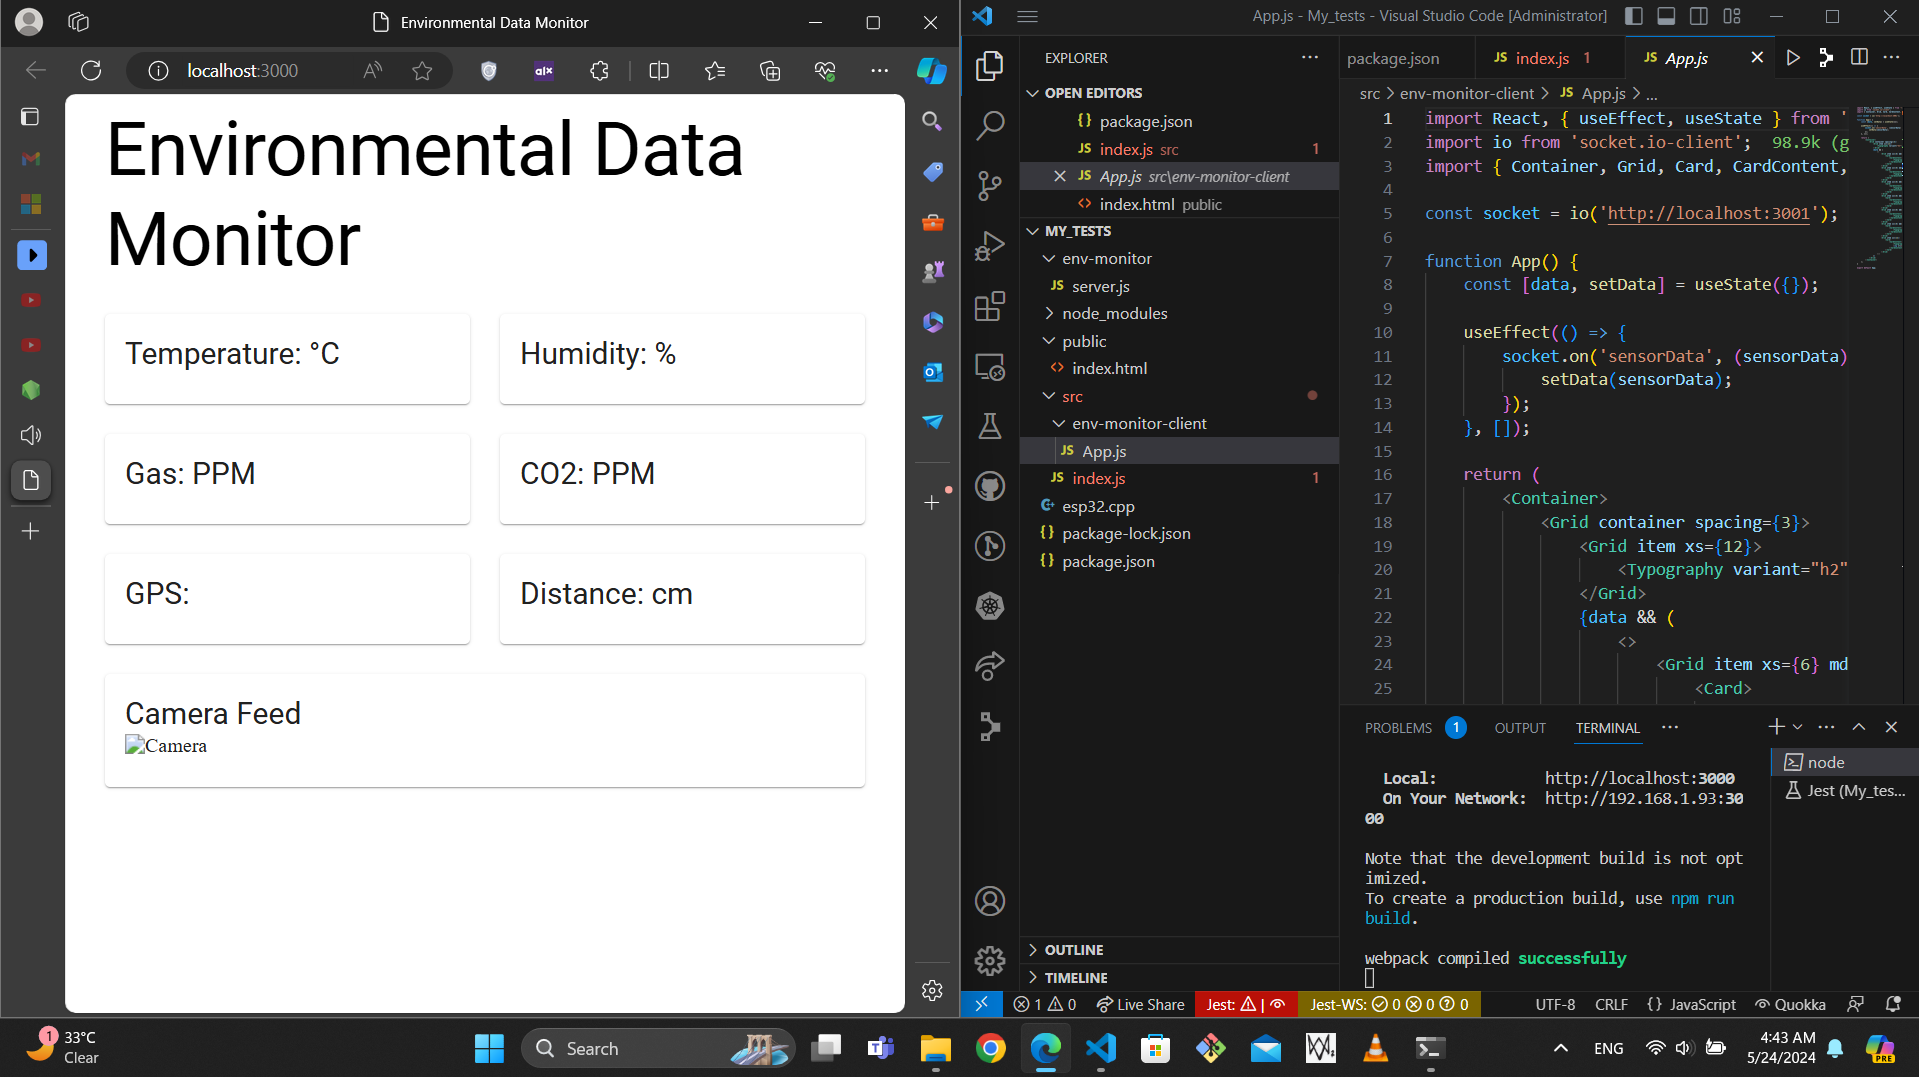 Environmental Data Monitor
localhost:3000
Environmental Data
Monitor
Temperature: °C
Humidity: %
Gas: PPM
CO2: PPM
GPS:
Distance: cm
Camera Feed
Camera
App.js - My_tests - Visual Studio Code [Administrator]
EXPLORER
OPEN EDITORS
package.json
index.js src 1
App.js src\env-monitor-client
index.html public
MY_TESTS
env-monitor
JS server.js
node_modules
public
index.html
src
env-monitor-client
JS App.js
JS index.js 1
esp32.cpp
package-lock.json
package.json
OUTLINE
TIMELINE
package.json
JS index.js 1
JS App.js
src > env-monitor-client > JS App.js > ...
1 import React, { useEffect, useState } from '
2 import io from 'socket.io-client'; 98.9k (g
3 import { Container, Grid, Card, CardContent,
4
5 const socket = io('http://localhost:3001');
6
7 function App() {
8 const [data, setData] = useState({});
9
10 useEffect(() => {
11 socket.on('sensorData', (sensorData)
12 setData(sensorData);
13 });
14 }, []);
15
16 return (
17 <Container>
18 <Grid container spacing={3}>
19 <Grid item xs={12}>
20 <Typography variant="h2"
21 </Grid>
22 {data && (
23 <>
24 <Grid item xs={6} md
25 <Card>
PROBLEMS 1 OUTPUT TERMINAL ...
Local: http://localhost:3000
On Your Network: http://192.168.1.93:30
00
Note that the development build is not opt
imized.
To create a production build, use npm run
build.
webpack compiled successfully
node
Jest (My_tes...
1 0 Live Share Jest: | Jest-WS: 0 0 0 UTF-8 CRLF {} JavaScript Quokka
1 33°C
Clear
Search
ENG
4:43 AM
5/24/2024
PRE